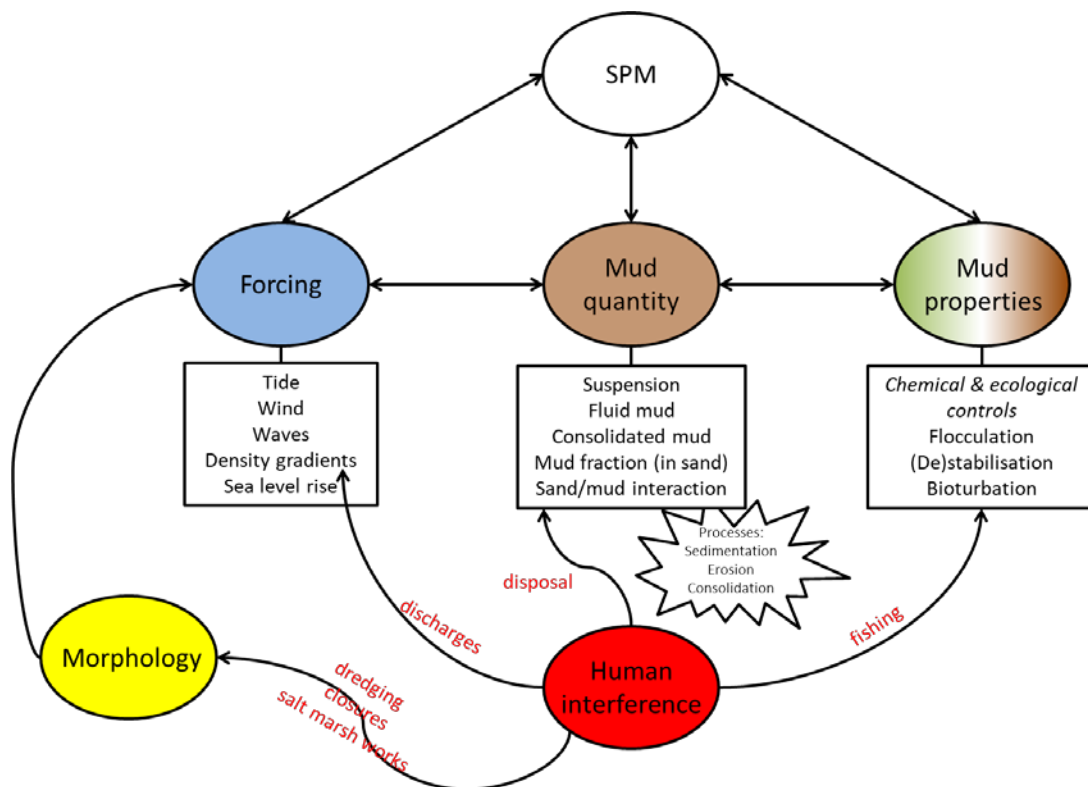 SPM
Forcing
Mud
quantity
Mud
properties
Tide
Wind
Waves
Density gradients
Sea level rise
Suspension
Fluid mud
Consolidated mud
Mud fraction (in sand)
Sand/mud interaction
Chemical & ecological
controls
Flocculation
(De)stabilisation
Bioturbation
Processes:
Sedimentation
Erosion
Consolidation
disposal
discharges
fishing
Morphology
dredging
closures
salt marsh works
Human
interference